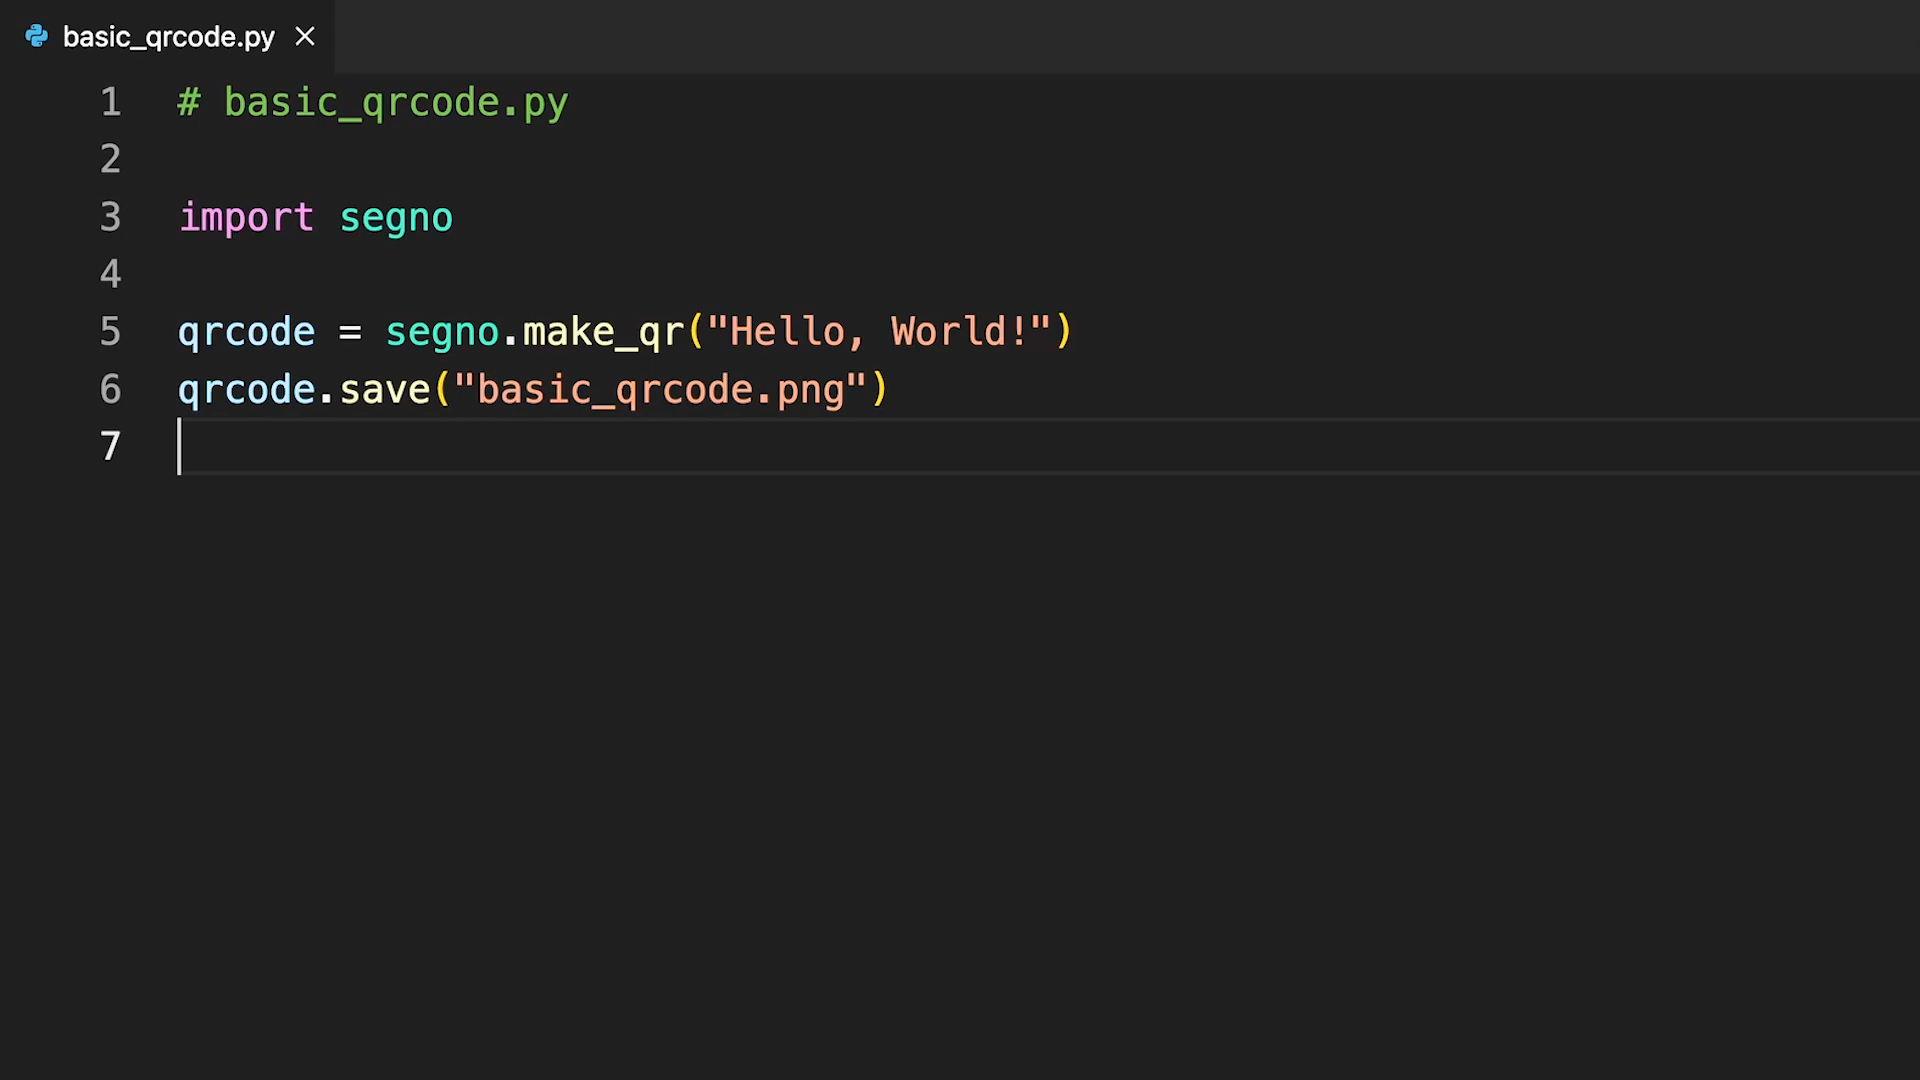 basic_qrcode.py
1 # basic_qrcode.py
2
3 import segno
4
5 qrcode = segno.make_qr("Hello, World!")
6 qrcode.save("basic_qrcode.png")
7